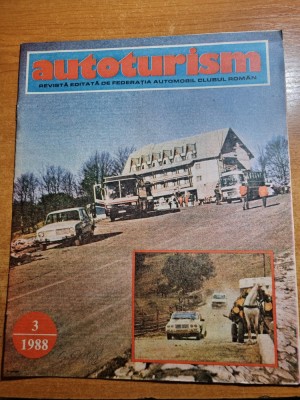 autoturism
REVISTĂ EDITATĂ DE FEDERAȚIA AUTOMOBIL CLUBUL ROMÂN
3
1988